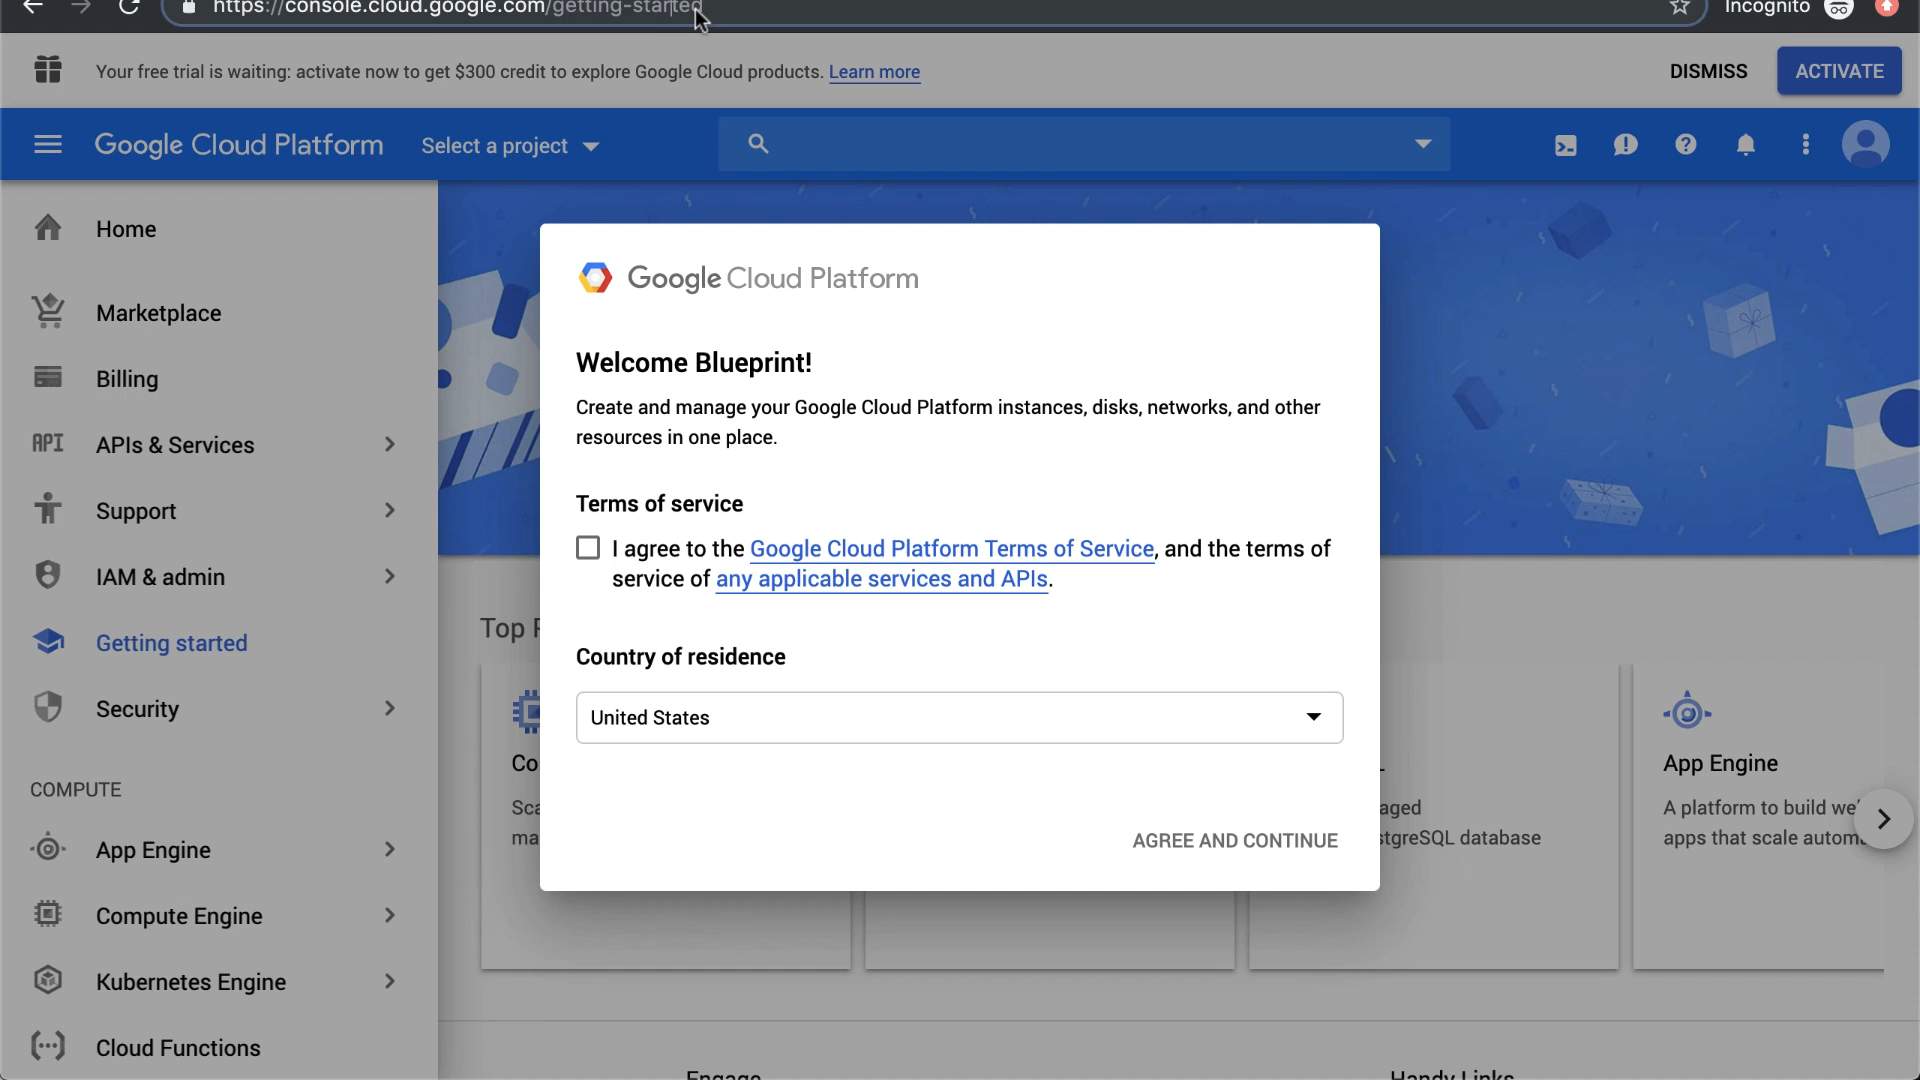 https://console.cloud.google.com/getting-started
Incognito
Your free trial is waiting: activate now to get $300 credit to explore Google Cloud products. Learn more
DISMISS
ACTIVATE
Google Cloud Platform
Select a project
Home
Marketplace
Billing
API
APIs & Services
Support
IAM & admin
Getting started
Security
COMPUTE
App Engine
Compute Engine
Kubernetes Engine
Cloud Functions
Google Cloud Platform
Welcome Blueprint!
Create and manage your Google Cloud Platform instances, disks, networks, and other
resources in one place.
Terms of service
I agree to the Google Cloud Platform Terms of Service, and the terms of
service of any applicable services and APIs.
Country of residence
United States
AGREE AND CONTINUE
Top
App Engine
A platform to build
apps that scale
database
Engage
Handy Links